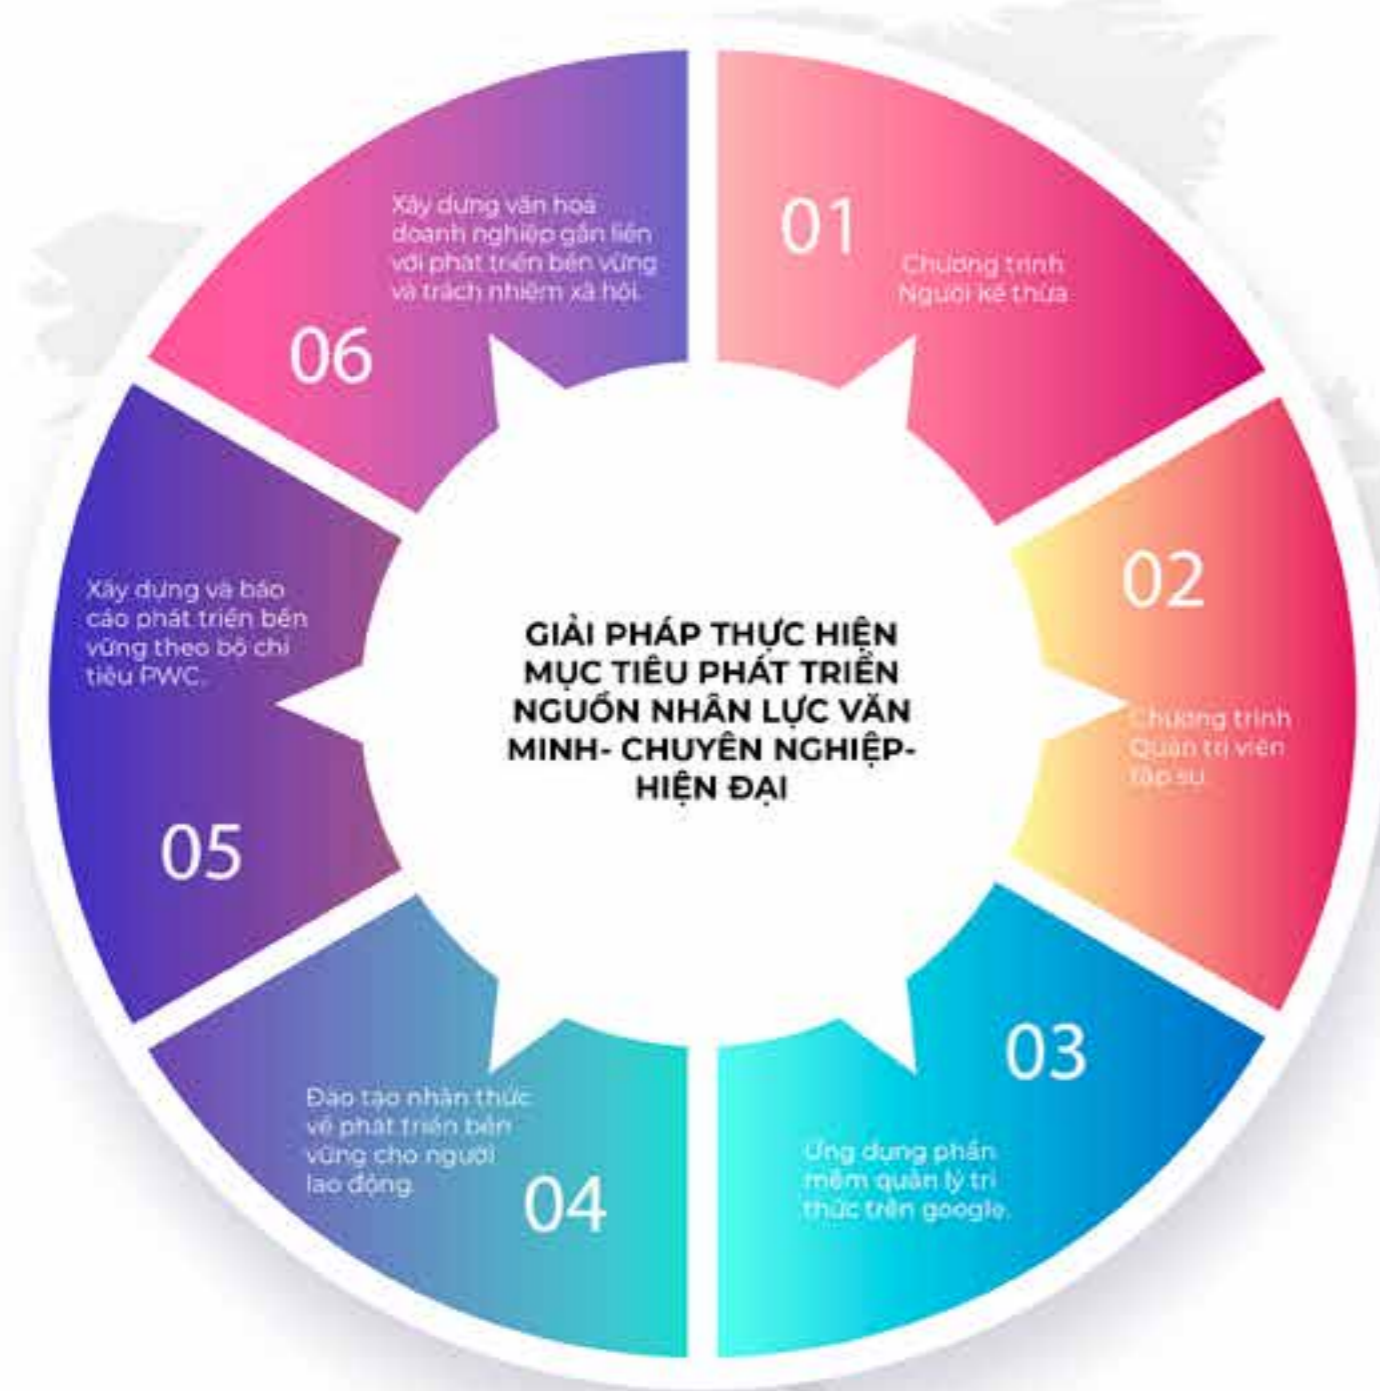 GIẢI PHÁP THỰC HIỆN
MỤC TIÊU PHÁT TRIỂN
NGUỒN NHÂN LỰC VĂN
MINH- CHUYÊN NGHIỆP-
HIỆN ĐẠI
01
Chương trình
Người kế thừa
02
Chương trình
Quản trị viên
tập sự.
03
Ứng dụng phần
mềm quản lý tri
thức trên google.
04
Đào tạo nhận thức
về phát triển bền
vững cho người
lao động.
05
Xây dựng và báo
cáo phát triển bền
vững theo bộ chỉ
tiêu PWC.
06
Xây dựng văn hoá
doanh nghiệp gắn liền
với phát triển bền vững
và trách nhiệm xã hội.